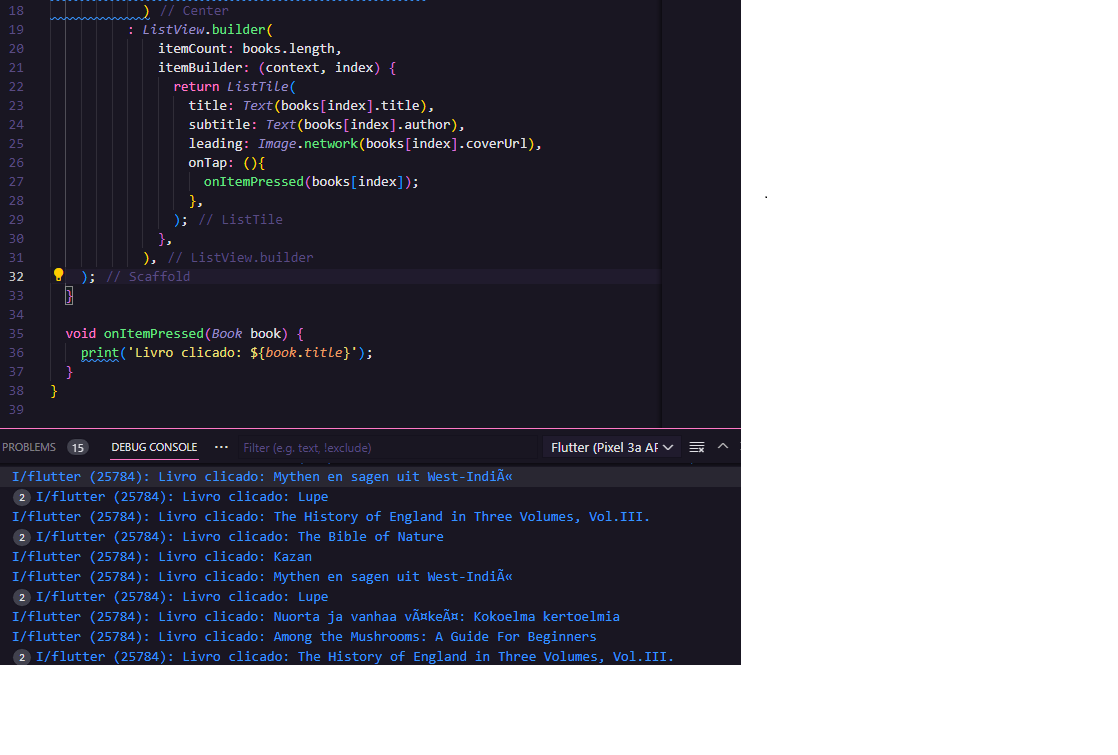 18 ) // Center
19 : ListView.builder(
20 itemCount: books.length,
21 itemBuilder: (context, index) {
22 return ListTile(
23 title: Text(books[index].title),
24 subtitle: Text(books[index].author),
25 leading: Image.network(books[index].coverUrl),
26 onTap: (){
27 onItemPressed(books[index]);
28 },
29 ); // ListTile
30 },
31 ), // ListView.builder
32 ); // Scaffold
33 }
34
35 void onItemPressed(Book book) {
36 print('Livro clicado: ${book.title}');
37 }
38 }
39
PROBLEMS 15 DEBUG CONSOLE ... Filter (e.g. text, !exclude) Flutter (Pixel 3a AF
I/flutter (25784): Livro clicado: Mythen en sagen uit West-IndiÃ«
2 I/flutter (25784): Livro clicado: Lupe
I/flutter (25784): Livro clicado: The History of England in Three Volumes, Vol.III.
2 I/flutter (25784): Livro clicado: The Bible of Nature
I/flutter (25784): Livro clicado: Kazan
I/flutter (25784): Livro clicado: Mythen en sagen uit West-IndiÃ«
2 I/flutter (25784): Livro clicado: Lupe
I/flutter (25784): Livro clicado: Nuorta ja vanhaa vÃ¤keÃ¤: Kokoelma kertoelmia
I/flutter (25784): Livro clicado: Among the Mushrooms: A Guide For Beginners
2 I/flutter (25784): Livro clicado: The History of England in Three Volumes, Vol.III.